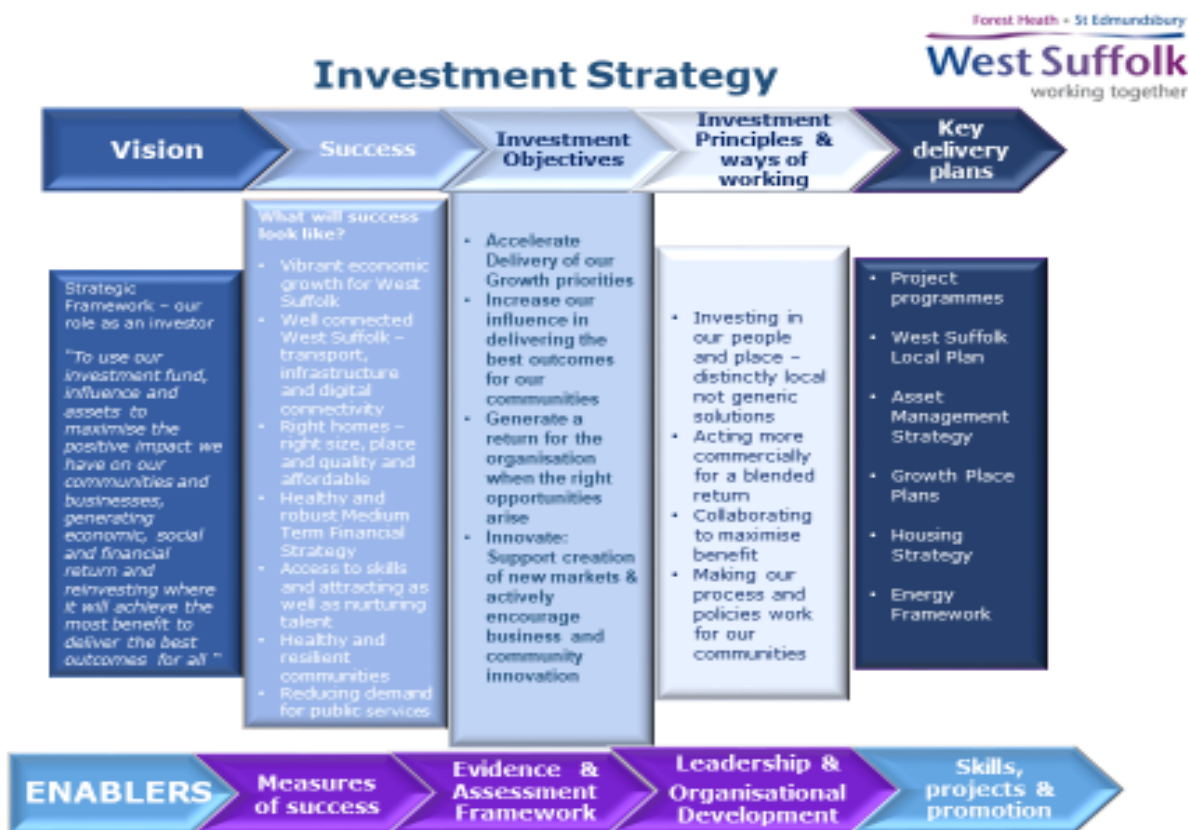 Forest Heath • St Edmundsbury
West Suffolk
working together
Investment Strategy
Vision
Success
Investment
Objectives
Investment
Principles &
ways of
working
Key
delivery
plans
Strategic
Framework – our
role as an investor
"To use our
investment fund,
influence and
assets to
maximise the
positive impact we
have on our
communities and
businesses,
generating
economic, social
and financial
return and
reinvesting where
it will achieve the
most benefit to
deliver the best
outcomes for all "
What will success
look like?
• Vibrant economic
growth for West
Suffolk
• Well connected
West Suffolk –
transport,
infrastructure
and digital
connectivity
• Right homes –
right size, place
and quality and
affordable
• Healthy and
robust Medium
Term Financial
Strategy
• Access to skills
and attracting as
well as nurturing
talent
• Healthy and
resilient
communities
• Reducing demand
for public services
• Accelerate
Delivery of our
Growth priorities
• Increase our
influence in
delivering the
best outcomes
for our
communities
• Generate a
return for the
organisation
when the right
opportunities
arise
• Innovate:
Support creation
of new markets &
actively
encourage
business and
community
innovation
• Investing in
our people
and place –
distinctly local
not generic
solutions
• Acting more
commercially
for a blended
return
• Collaborating
to maximise
benefit
• Making our
process and
policies work
for our
communities
• Project
programmes
• West Suffolk
Local Plan
• Asset
Management
Strategy
• Growth Place
Plans
• Housing
Strategy
• Energy
Framework
ENABLERS
Measures
of success
Evidence &
Assessment
Framework
Leadership &
Organisational
Development
Skills,
projects &
promotion